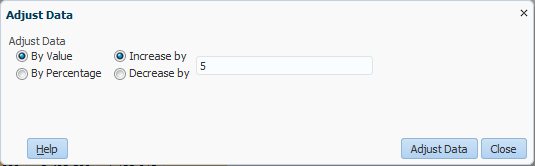 Adjust Data
Adjust Data
By Value Increase by 5
By Percentage Decrease by
Help Adjust Data Close